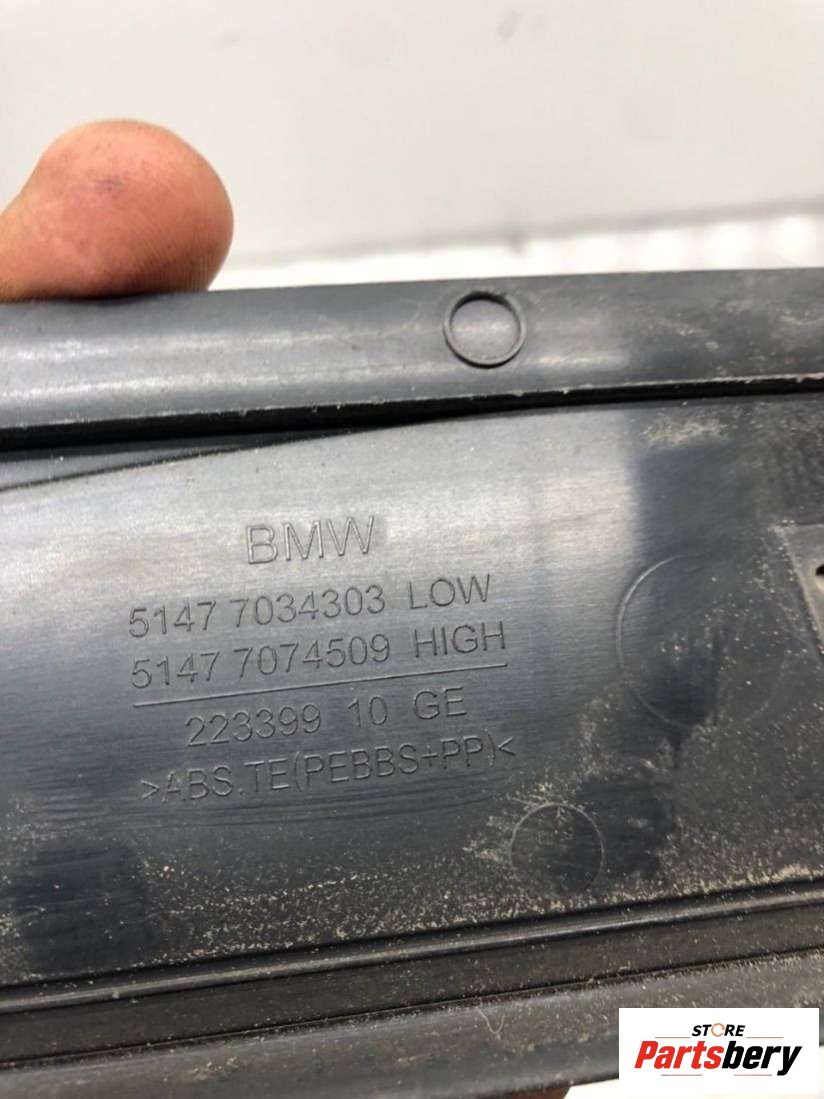 BMW
5147 7034303 LOW
5147 7074509 HIGH
223399 10 GE
>ABS.TE(PEBBS+PP)<
STORE
Partsbery